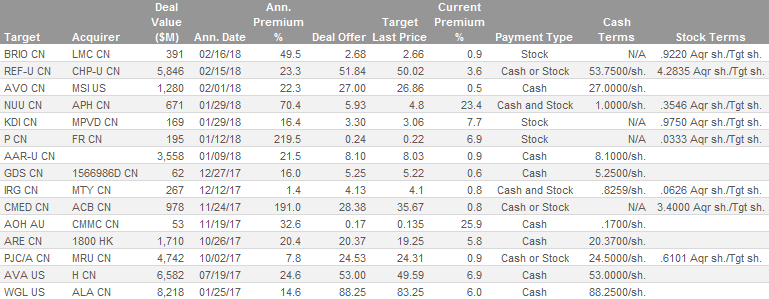 Target Acquirer Deal Value ($M) Ann. Date Ann. Premium % Deal Offer Target Last Price Current Premium % Payment Type Cash Terms Stock Terms
BRIO CN LMC CN 391 02/16/18 49.5 2.68 2.66 0.9 Stock N/A .9220 Aqr sh./Tgt sh.
REF-U CN CHP-U CN 5,846 02/15/18 23.3 51.84 50.02 3.6 Cash or Stock 53.7500/sh. 4.2835 Aqr sh./Tgt sh.
AVO CN MSI US 1,280 02/01/18 22.3 27.00 26.86 0.5 Cash 27.0000/sh.
NUU CN APH CN 671 01/29/18 70.4 5.93 4.8 23.4 Cash and Stock 1.0000/sh. .3546 Aqr sh./Tgt sh.
KDI CN MPVD CN 169 01/29/18 16.4 3.30 3.06 7.7 Stock N/A .9750 Aqr sh./Tgt sh.
P CN FR CN 195 01/12/18 219.5 0.24 0.22 6.9 Stock N/A .0333 Aqr sh./Tgt sh.
AAR-U CN 3,558 01/09/18 21.5 8.10 8.03 0.9 Cash 8.1000/sh.
GDS CN 1566986D CN 62 12/27/17 16.0 5.25 5.22 0.6 Cash 5.2500/sh.
IRG CN MTY CN 267 12/12/17 1.4 4.13 4.1 0.8 Cash and Stock .8259/sh. .0626 Aqr sh./Tgt sh.
CMED CN ACB CN 978 11/24/17 191.0 28.38 35.67 0.8 Cash or Stock N/A 3.4000 Aqr sh./Tgt sh.
AOH AU CMMC CN 53 11/19/17 32.6 0.17 0.135 25.9 Cash .1700/sh.
ARE CN 1800 HK 1,710 10/26/17 20.4 20.37 19.25 5.8 Cash 20.3700/sh.
PJC/A CN MRU CN 4,742 10/02/17 7.8 24.53 24.31 0.9 Cash or Stock 24.5000/sh. .6101 Aqr sh./Tgt sh.
AVA US H CN 6,582 07/19/17 24.6 53.00 49.59 6.9 Cash 53.0000/sh.
WGL US ALA CN 8,218 01/25/17 14.6 88.25 83.25 6.0 Cash 88.2500/sh.